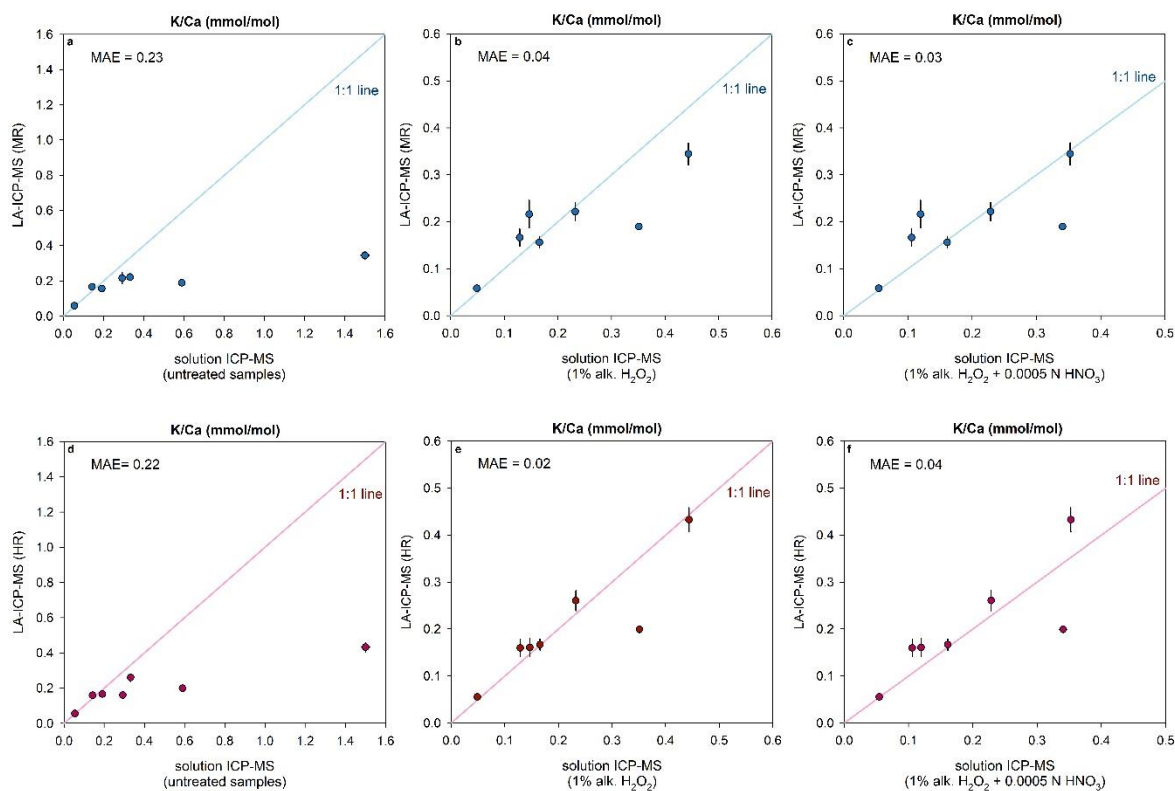 K/Ca (mmol/mol)
a
MAE = 0.23
1:1 line
LA-ICP-MS (MR)
1.6
1.4
1.2
1.0
0.8
0.6
0.4
0.2
0.0
0.0 0.2 0.4 0.6 0.8 1.0 1.2 1.4 1.6
solution ICP-MS
(untreated samples)
K/Ca (mmol/mol)
b
MAE = 0.04
1:1 line
LA-ICP-MS (MR)
0.6
0.5
0.4
0.3
0.2
0.1
0.0
0.0 0.1 0.2 0.3 0.4 0.5 0.6
solution ICP-MS
(1% alk. H₂O₂)
K/Ca (mmol/mol)
c
MAE = 0.03
1:1 line
LA-ICP-MS (MR)
0.6
0.5
0.4
0.3
0.2
0.1
0.0
0.0 0.1 0.2 0.3 0.4 0.5
solution ICP-MS
(1% alk. H₂O₂ + 0.0005 N HNO₃)
K/Ca (mmol/mol)
d
MAE= 0.22
1:1 line
LA-ICP-MS (HR)
1.6
1.4
1.2
1.0
0.8
0.6
0.4
0.2
0.0
0.0 0.2 0.4 0.6 0.8 1.0 1.2 1.4 1.6
solution ICP-MS
(untreated samples)
K/Ca (mmol/mol)
e
MAE = 0.02
1:1 line
LA-ICP-MS (HR)
0.6
0.5
0.4
0.3
0.2
0.1
0.0
0.0 0.1 0.2 0.3 0.4 0.5 0.6
solution ICP-MS
(1% alk. H₂O₂)
K/Ca (mmol/mol)
f
MAE = 0.04
1:1 line
LA-ICP-MS (HR)
0.6
0.5
0.4
0.3
0.2
0.1
0.0
0.0 0.1 0.2 0.3 0.4 0.5
solution ICP-MS
(1% alk. H₂O₂ + 0.0005 N HNO₃)